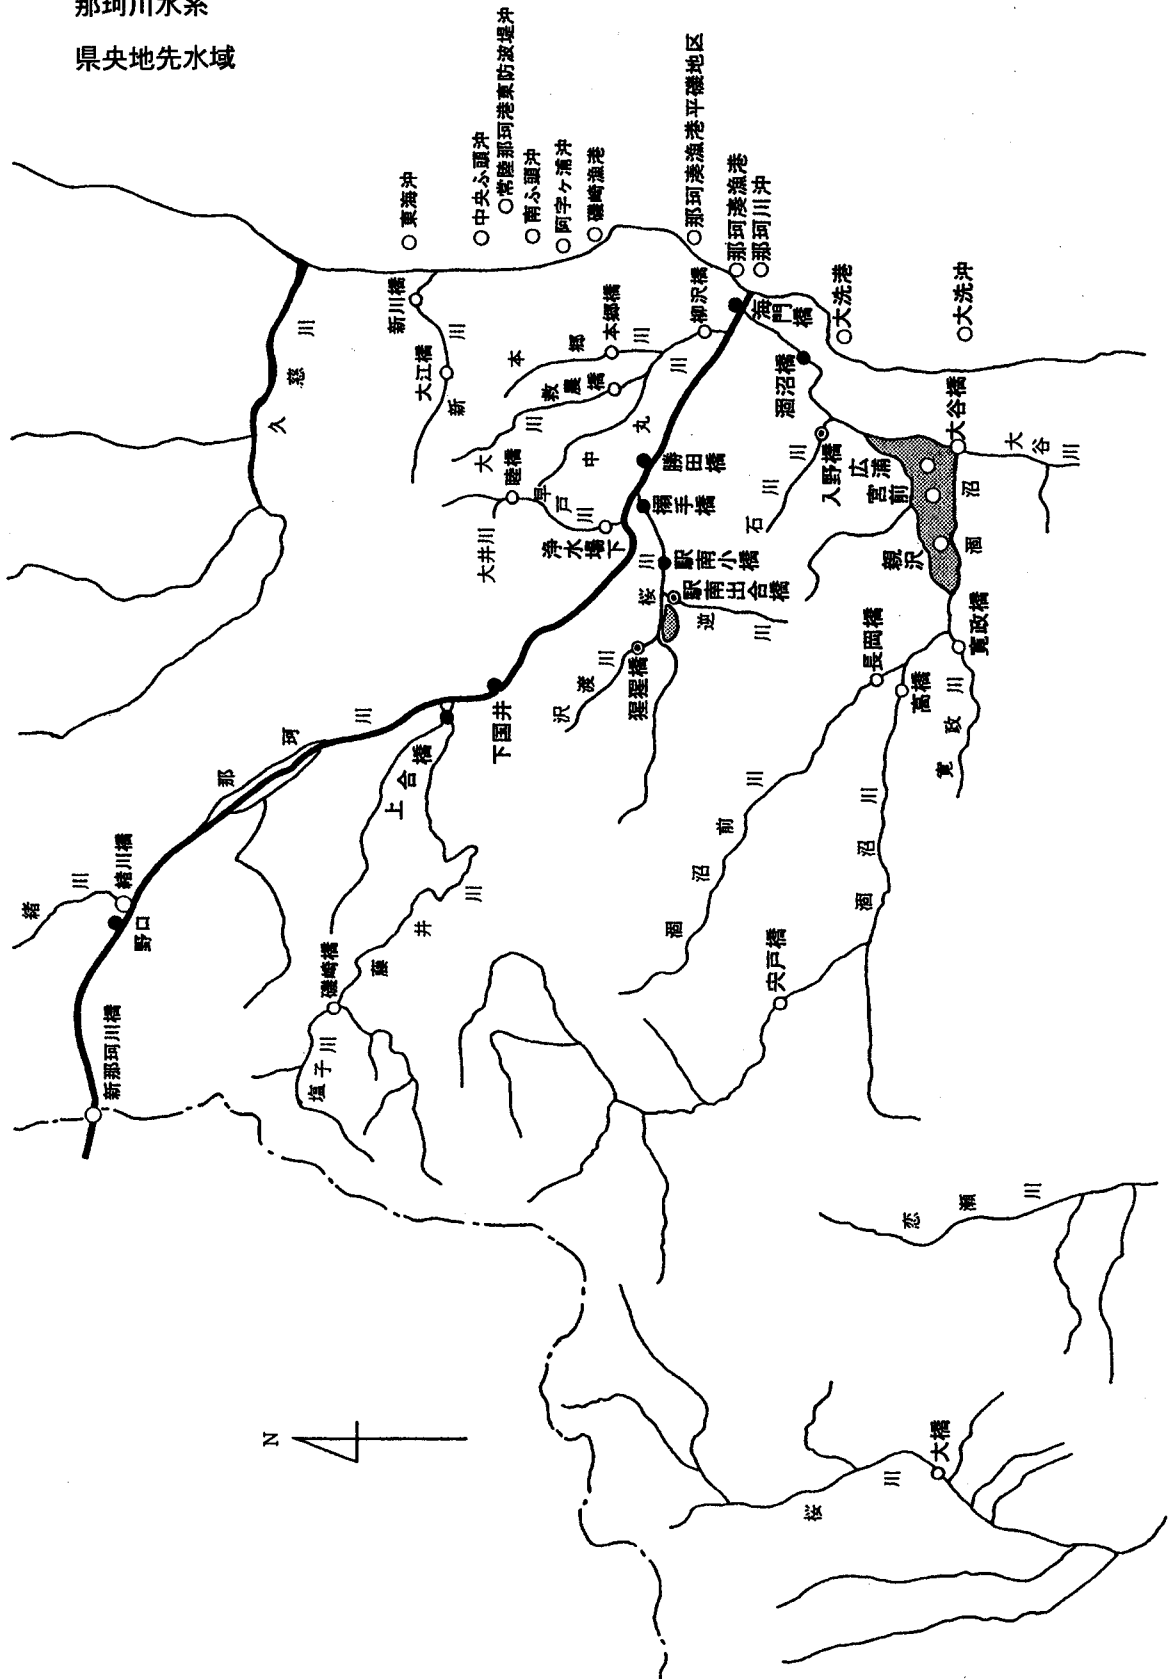 那珂川水系
県央地先水域
東海沖
中央ふ頭沖
常陸那珂港東防波堤沖
南ふ頭沖
阿字ヶ浦沖
磯崎漁港
那珂湊漁港平磯地区
那珂湊漁港
那珂川沖
大洗港
大洗沖
新川橋
大江橋
新川
久慈川
本郷川
本郷橋
柳沢橋
海門橋
大川
救農橋
中丸川
涸沼橋
大谷橋
大谷川
陸橋
早戸川
大井川
浄水場下
勝田橋
搦手橋
駅南小橋
駅南出合橋
桜川
逆川
石川川
入野橋
広浦
宮前
親沢
涸沼
沢渡川
猩猩橋
長岡橋
高橋
寛政橋
寛政川
下国井
那珂川
上合橋
緒川
緒川橋
野口
新那珂川橋
藤井川
磯崎橋
塩子川
涸沼前川
涸沼川
宍戸橋
恋瀬川
N
桜川
大橋